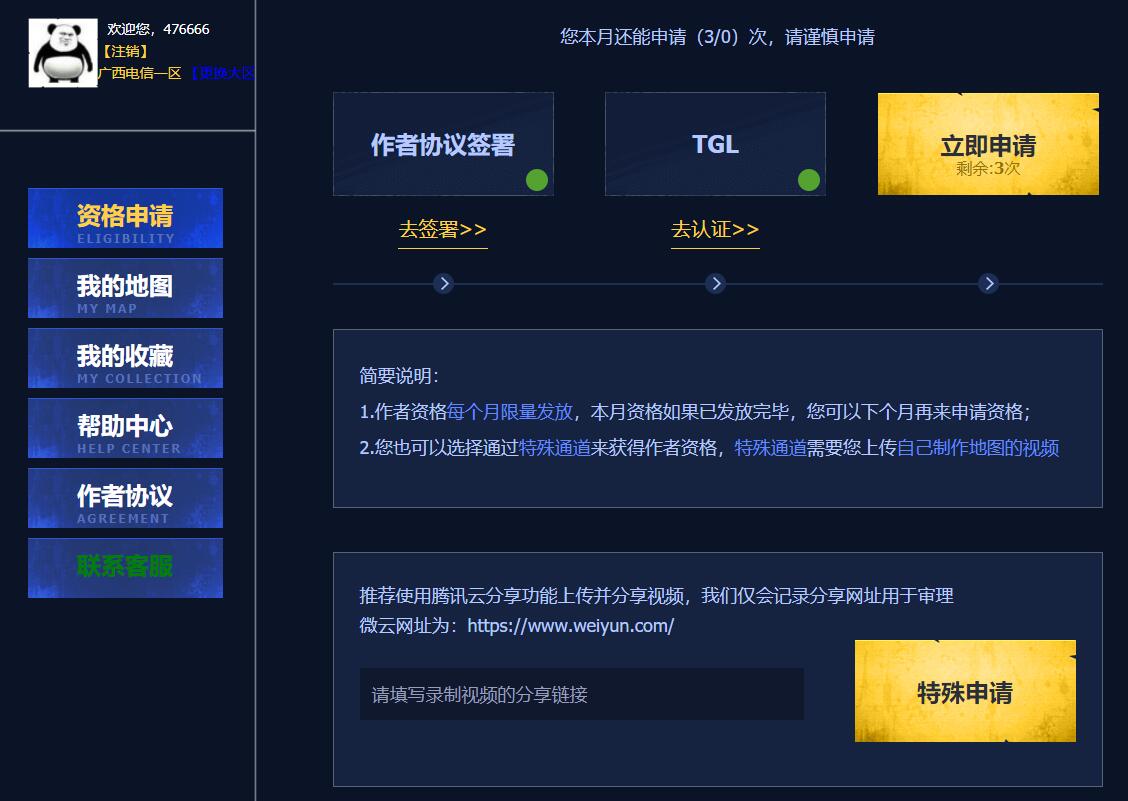 欢迎您，476666
【注销】
广西电信一区 【更换大区
资格申请
ELIGIBILITY
我的地图
MY MAP
我的收藏
MY COLLECTION
帮助中心
HELP CENTER
作者协议
AGREEMENT
联系客服
您本月还能申请（3/0）次，请谨慎申请
作者协议签署
TGL
立即申请
剩余:3次
去签署>>
去认证>>
简要说明：
1.作者资格每个月限量发放，本月资格如果已发放完毕，您可以下个月再来申请资格；
2.您也可以选择通过特殊通道来获得作者资格，特殊通道需要您上传自己制作地图的视频
推荐使用腾讯云分享功能上传并分享视频，我们仅会记录分享网址用于审理
微云网址为：https://www.weiyun.com/
请填写录制视频的分享链接
特殊申请